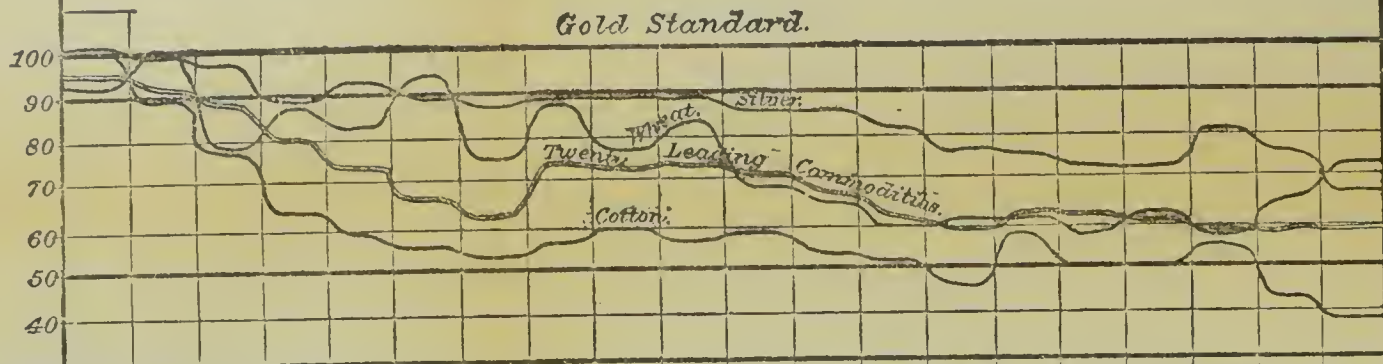 Gold Standard.
100
90
80
70
60
50
40
Silver.
Wheat.
Twenty Leading Commodities.
Cotton.